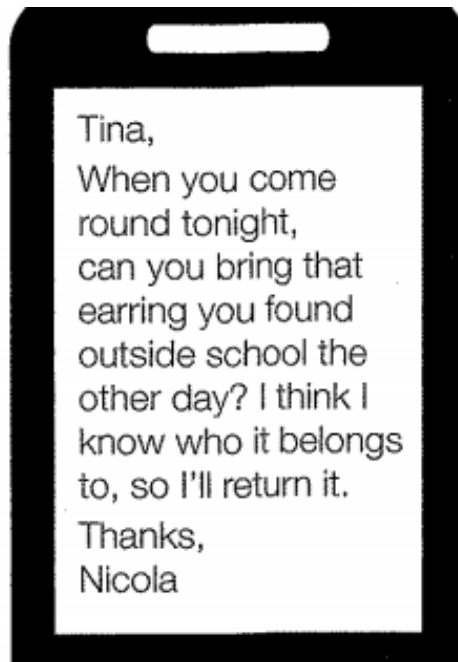 Tina,
When you come
round tonight,
can you bring that
earring you found
outside school the
other day? I think I
know who it belongs
to, so I'll return it.
Thanks,
Nicola